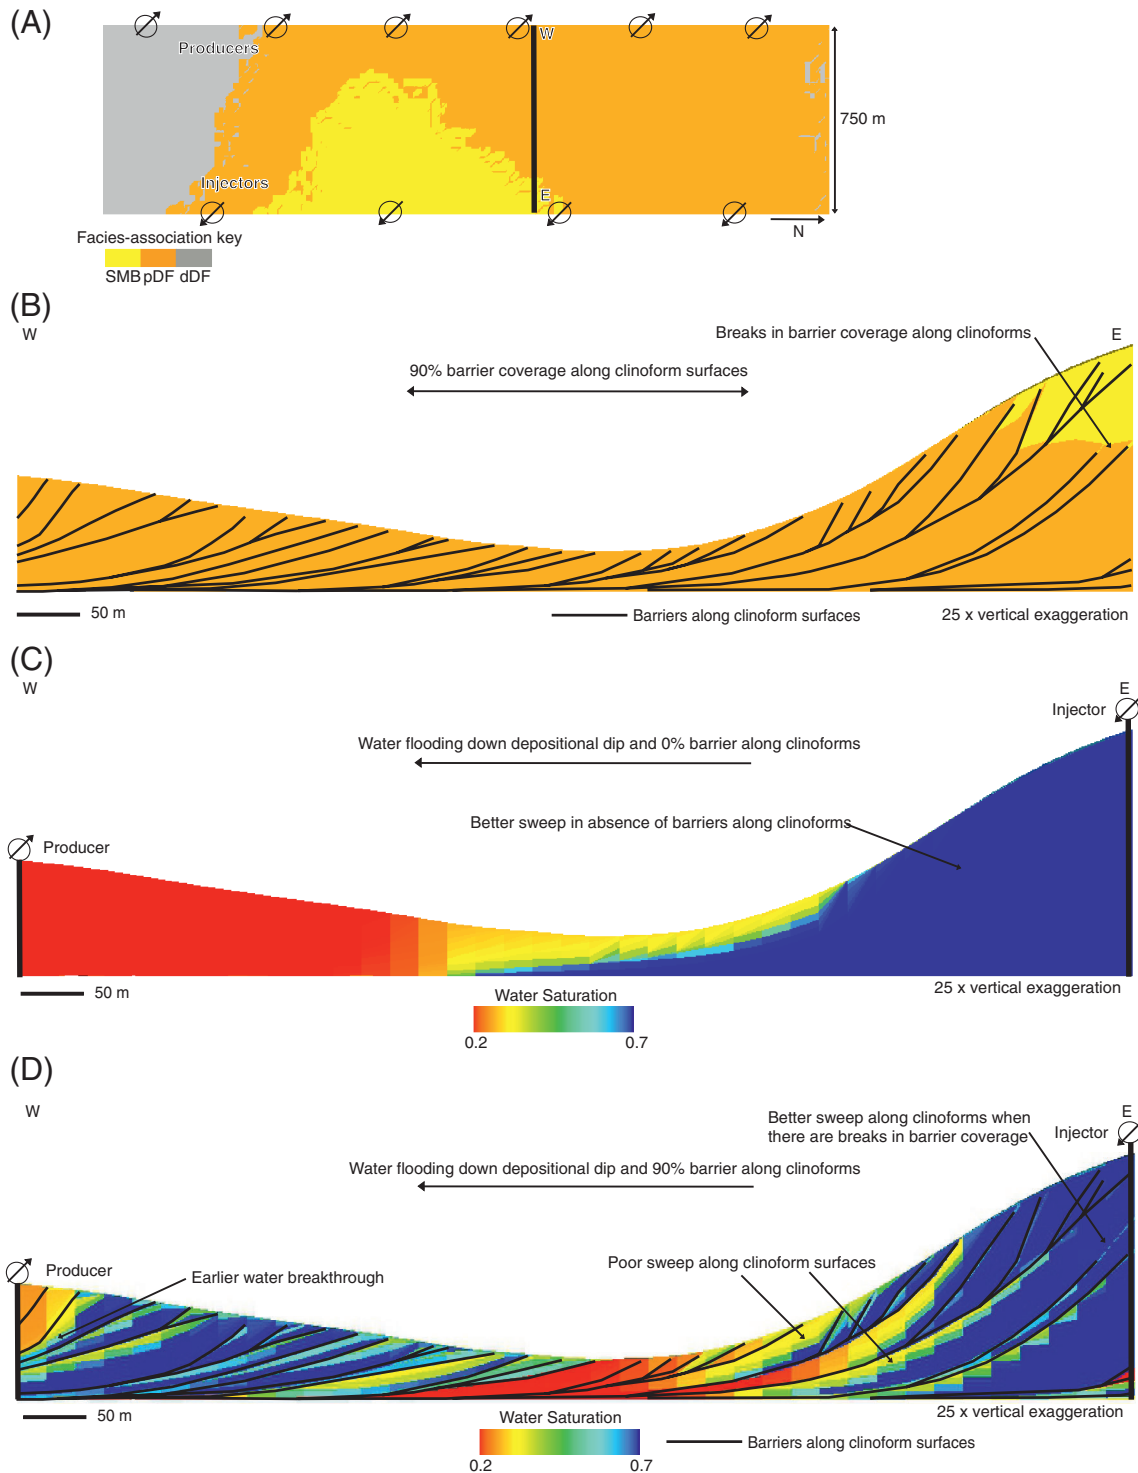 (A)
Producers
W
750 m
Injectors
E
N
Facies-association key
SMB pDF dDF
(B)
W
Breaks in barrier coverage along clinoforms
E
90% barrier coverage along clinoform surfaces
50 m
Barriers along clinoform surfaces
25 x vertical exaggeration
(C)
W
E
Injector
Water flooding down depositional dip and 0% barrier along clinoforms
Better sweep in absence of barriers along clinoforms
Producer
50 m
25 x vertical exaggeration
Water Saturation
0.2
0.7
(D)
W
E
Better sweep along clinoforms when
there are breaks in barrier coverage
Injector
Water flooding down depositional dip and 90% barrier along clinoforms
Producer
Earlier water breakthrough
Poor sweep along clinoform surfaces
50 m
25 x vertical exaggeration
Water Saturation
0.2
0.7
Barriers along clinoform surfaces